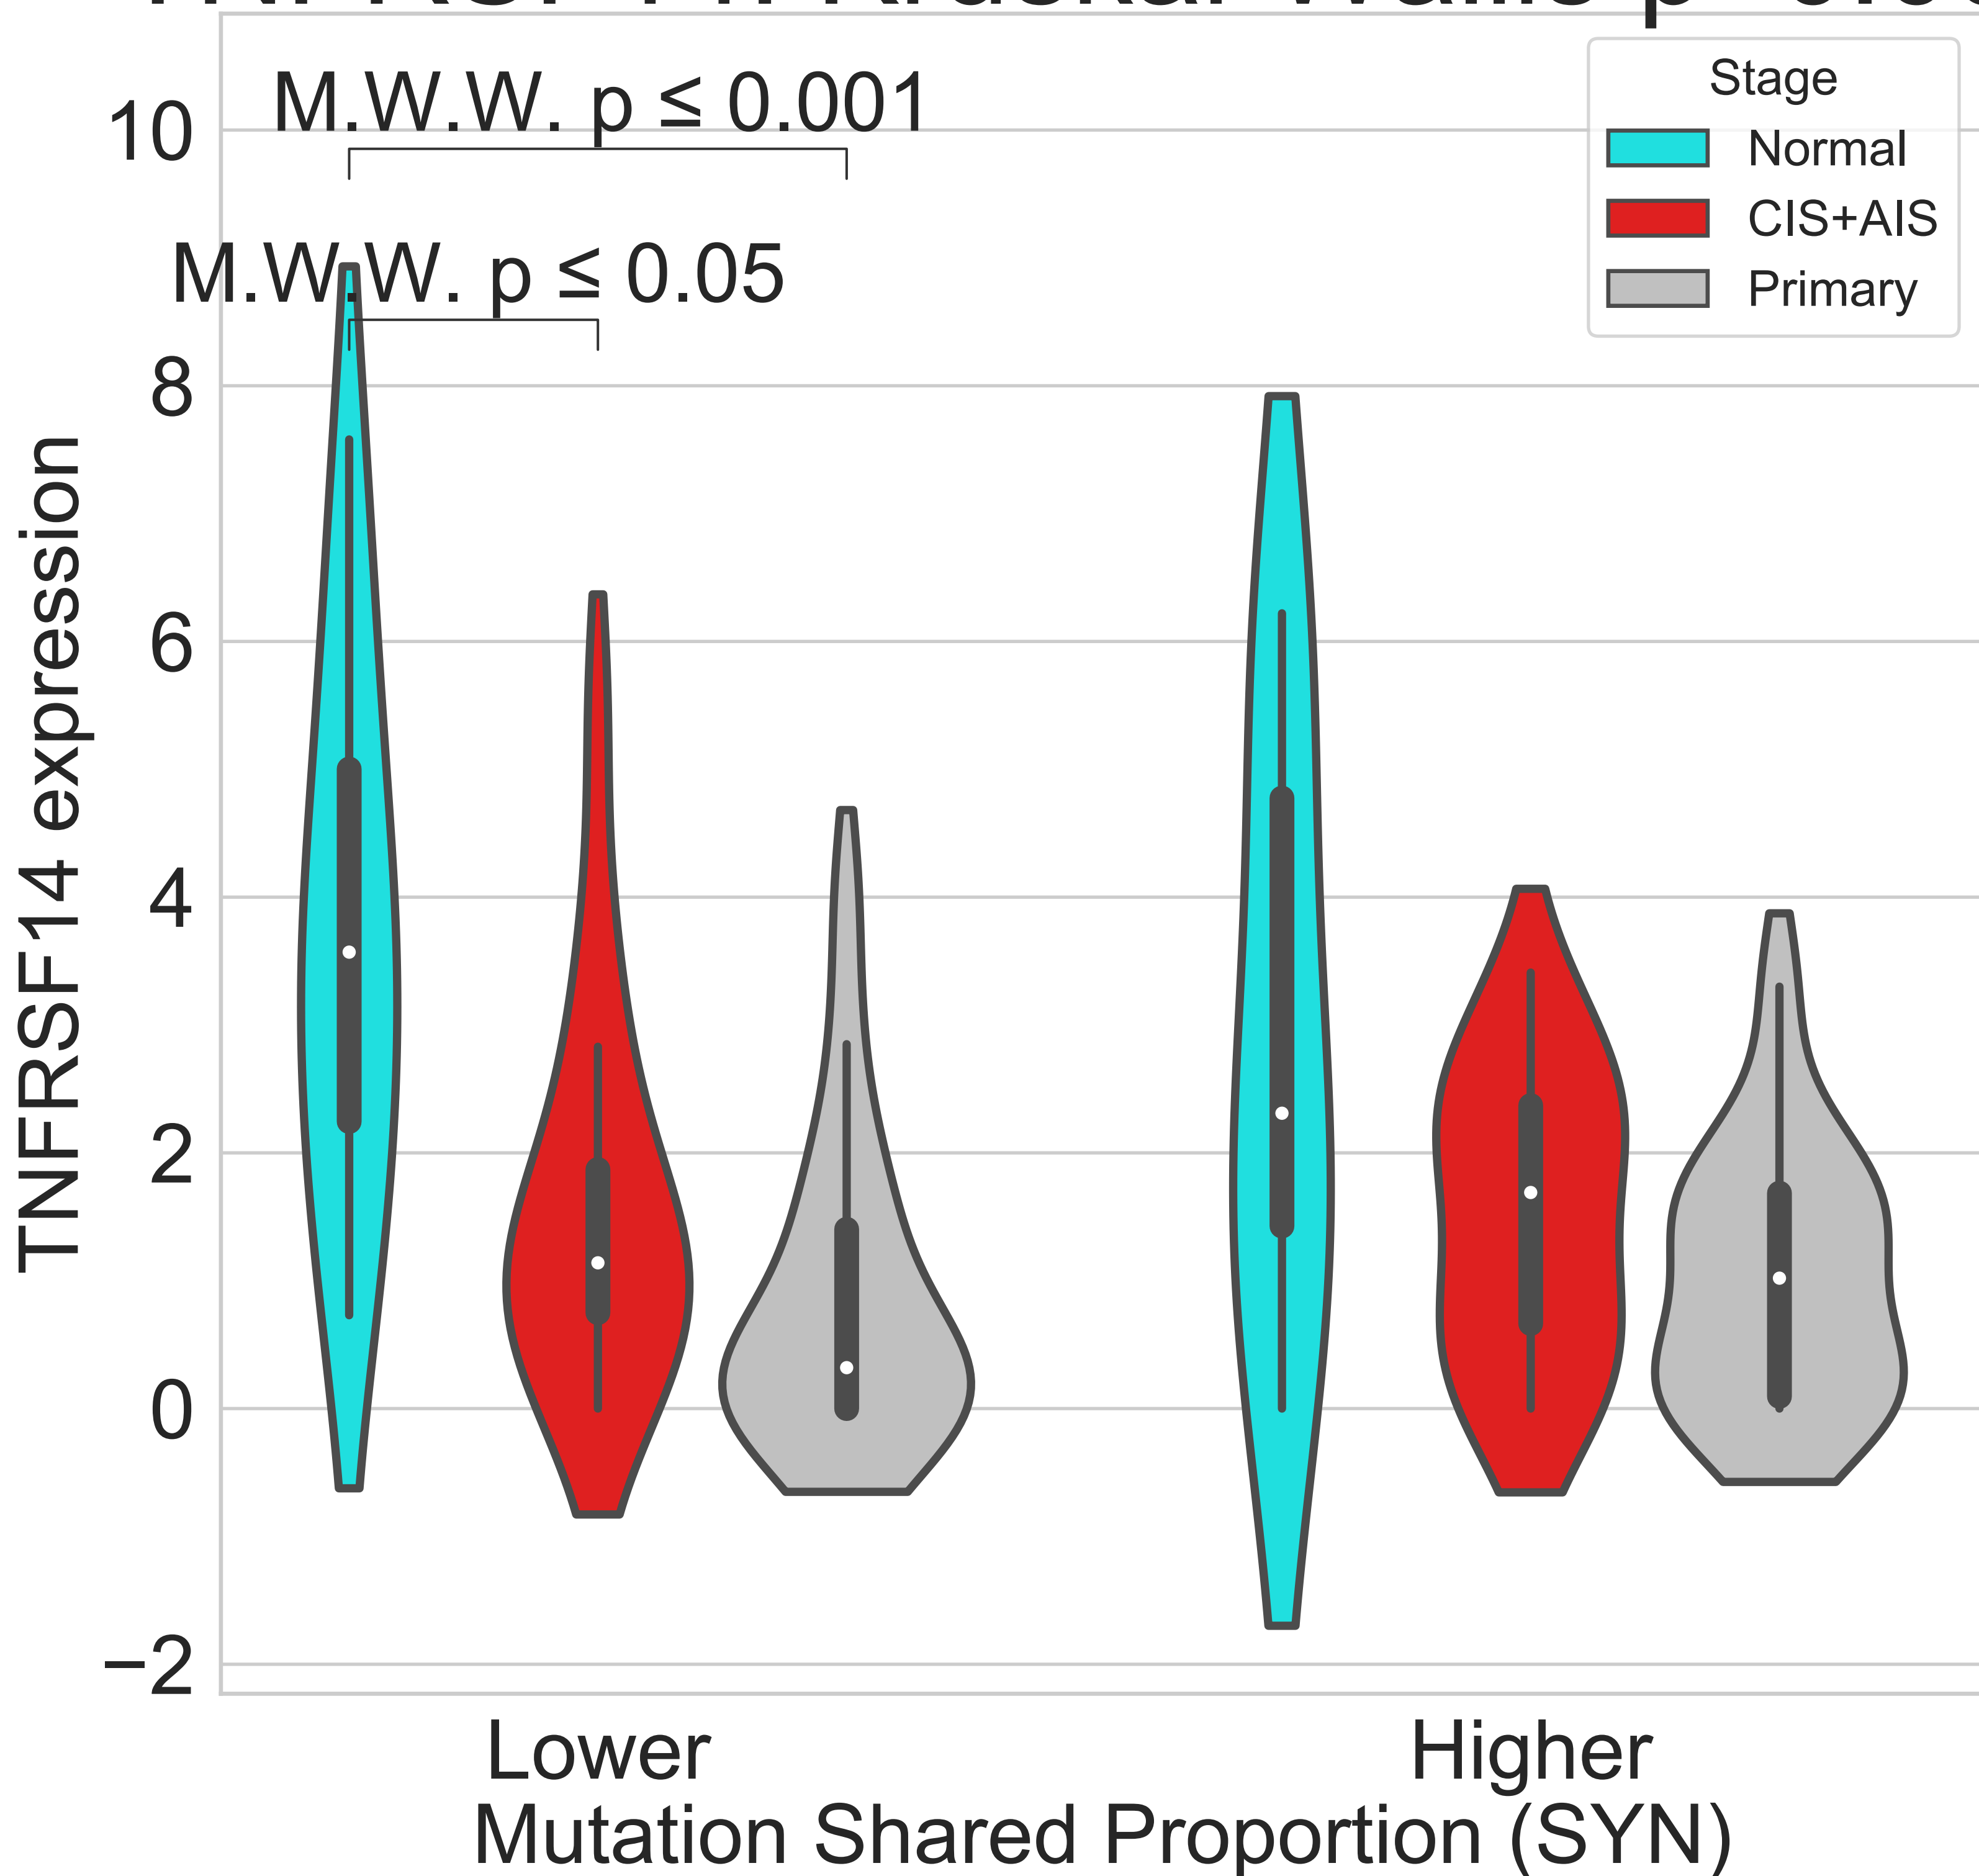 M.W.W. p ≤ 0.001
M.W.W. p ≤ 0.05
Stage
Normal
CIS+AIS
Primary
10
8
6
4
2
0
−2
TNFRSF14 expression
Lower
Higher
Mutation Shared Proportion (SYN)